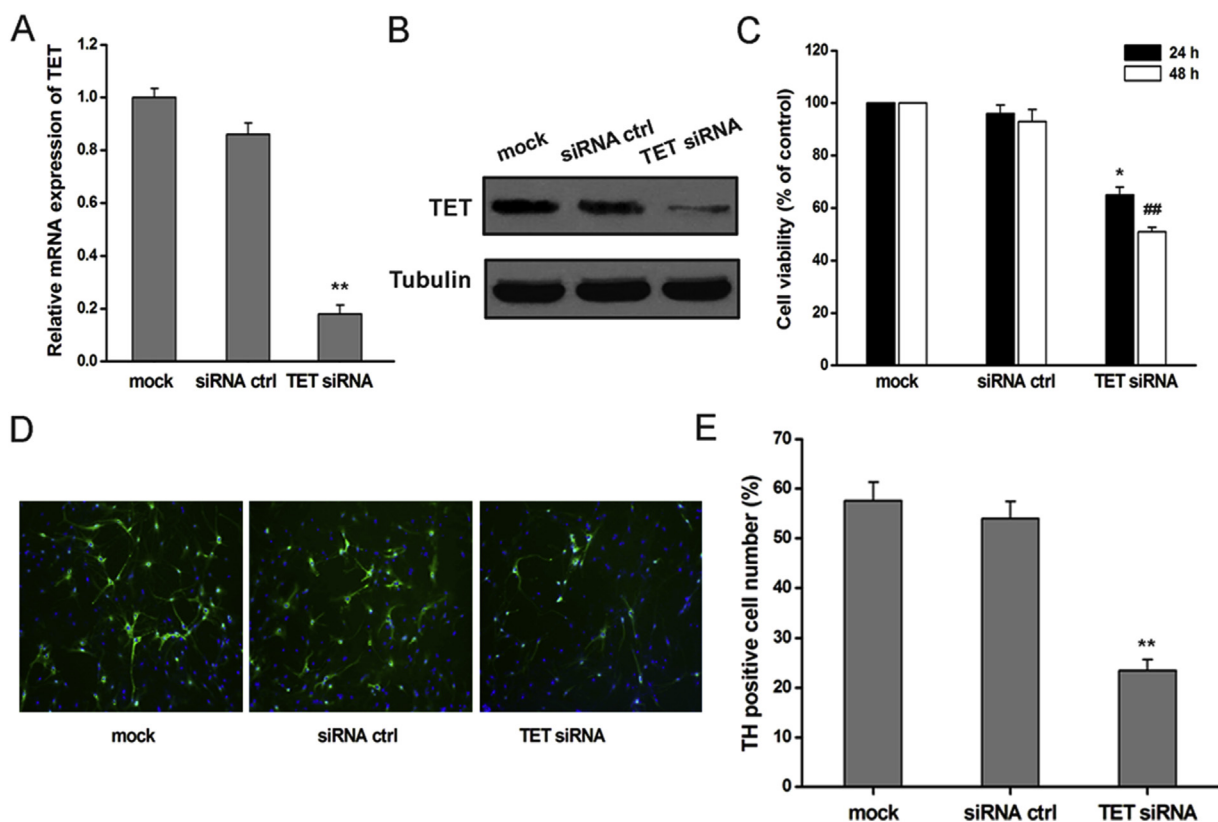 A
Relative mRNA expression of TET
1.2
1.0
0.8
0.6
0.4
0.2
0.0
**
mock
siRNA ctrl
TET siRNA
B
mock
siRNA ctrl
TET siRNA
TET
Tubulin
C
24 h
48 h
Cell viability (% of control)
120
100
80
60
40
20
0
*
##
mock
siRNA ctrl
TET siRNA
D
mock
siRNA ctrl
TET siRNA
E
TH positive cell number (%)
70
60
50
40
30
20
10
0
**
mock
siRNA ctrl
TET siRNA